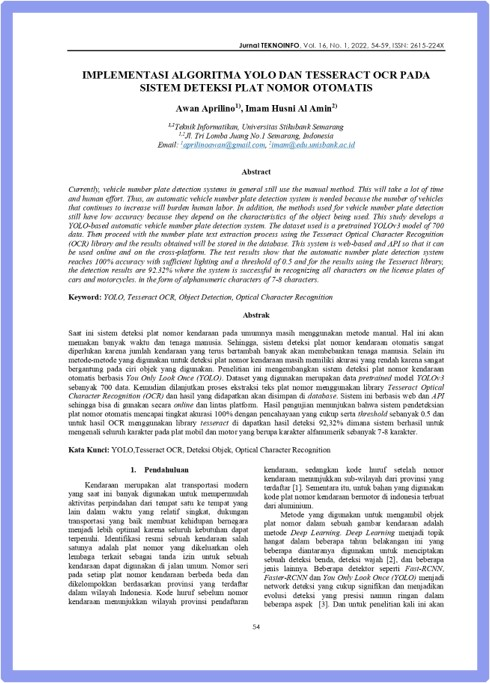 Jurnal TEKNOINFO, Vol. 16, No. 1, 2022, 54-59, ISSN: 2615-224X
IMPLEMENTASI ALGORITMA YOLO DAN TESSERACT OCR PADA
SISTEM DETEKSI PLAT NOMOR OTOMATIS
Awan Aprilino1), Imam Husni Al Amin2)
1,2Teknik Informatikan, Universitas Stikubank Semarang
1,2Jl. Tri Lomba Juang No.1 Semarang, Indonesia
Email: 1aprilinoawan@gmail.com, 2imam@edu.unisbank.ac.id
Abstract
Currently, vehicle number plate detection systems in general still use the manual method. This will take a lot of time
and human effort. Thus, an automatic vehicle number plate detection system is needed because the number of vehicles
that continues to increase will burden human labor. In addition, the methods used for vehicle number plate detection
still have low accuracy because they depend on the characteristics of the object being used. This study develops a
YOLO-based automatic vehicle number plate detection system. The dataset used is a pretrained YOLOv3 model of 700
data. Then proceed with the number plate text extraction process using the Tesseract Optical Character Recognition
(OCR) library and the results obtained will be stored in the database. This system is web-based and API so that it can
be used online and on the cross-platform. The test results show that the automatic number plate detection system
reaches 100% accuracy with sufficient lighting and a threshold of 0.5 and for the results using the Tesseract library,
the detection results are 92.32% where the system is successful in recognizing all characters on the license plates of
cars and motorcycles. in the form of alphanumeric characters of 7-8 characters.
Keyword: YOLO, Tesseract OCR, Object Detection, Optical Character Recognition
Abstrak
Saat ini sistem deteksi plat nomor kendaraan pada umumnya masih menggunakan metode manual. Hal ini akan
memakan banyak waktu dan tenaga manusia. Sehingga, sistem deteksi plat nomor kendaraan otomatis sangat
diperlukan karena jumlah kendaraan yang terus bertambah banyak akan membebankan tenaga manusia. Selain itu
metode-metode yang digunakan untuk deteksi plat nomor kendaraan masih memiliki akurasi yang rendah karena sangat
bergantung pada ciri objek yang digunakan. Penelitian ini mengembangkan sistem deteksi plat nomor kendaraan
otomatis berbasis You Only Look Once (YOLO). Dataset yang digunakan merupakan data pretrained model YOLOv3
sebanyak 700 data. Kemudian dilanjutkan proses ekstraksi teks plat nomor menggunakan library Tesseract Optical
Character Recognition (OCR) dan hasil yang didapatkan akan disimpan di database. Sistem ini berbasis web dan API
sehingga bisa di gunakan secara online dan lintas platform. Hasil pengujian menunjukan bahwa sistem pendeteksian
plat nomor otomatis mencapai tingkat akurasi 100% dengan pencahayaan yang cukup serta threshold sebanyak 0.5 dan
untuk hasil OCR menggunakan library tesseract di dapatkan hasil deteksi 92,32% dimana sistem berhasil untuk
mengenali seluruh karakter pada plat mobil dan motor yang berupa karakter alfanumerik sebanyak 7-8 karakter.
Kata Kunci: YOLO,Tesseract OCR, Deteksi Objek, Optical Character Recognition
1. Pendahuluan
Kendaraan merupakan alat transportasi modern
yang saat ini banyak digunakan untuk mempermudah
aktivitas perpindahan dari tempat satu ke tempat yang
lain dalam waktu yang relatif singkat, dukungan
transportasi yang baik membuat kehidupan bernegara
menjadi lebih optimal karena seluruh kebutuhan dapat
terpenuhi. Identifikasi resmi sebuah kendaraan salah
satunya adalah plat nomor yang dikeluarkan oleh
lembaga terkait sebagai tanda izin untuk sebuah
kendaraan dapat digunakan di jalan umum. Nomor seri
pada setiap plat nomor kendaraan berbeda beda dan
dikelompokkan berdasarkan provinsi yang terdaftar
dalam wilayah Indonesia. Kode huruf sebelum nomor
kendaraan menunjukkan wilayah provinsi pendaftaran
kendaraan, sedangkan kode huruf setelah nomor
kendaraan menunjukkan sub-wilayah dari provinsi yang
terdaftar [1]. Sementara itu, untuk bahan yang digunakan
kode plat nomor kendaraan bermotor di indonesia terbuat
dari aluminium.
Metode yang digunakan untuk mengambil objek
plat nomor dalam sebuah gambar kendaraan adalah
metode Deep Learning. Deep Learning menjadi topik
hangat dalam beberapa tahun belakangan ini yang
beberapa diantaranya digunakan untuk menciptakan
sebuah deteksi benda, deteksi wajah [2], dan beberapa
jenis lainnya. Beberapa detektor seperti Fast-RCNN,
Faster-RCNN dan You Only Look Once (YOLO) menjadi
network deteksi yang cukup signifikan dan menjadikan
evolusi deteksi yang presisi namun ringan dalam
beberapa aspek [3]. Dan untuk penelitian kali ini akan
54